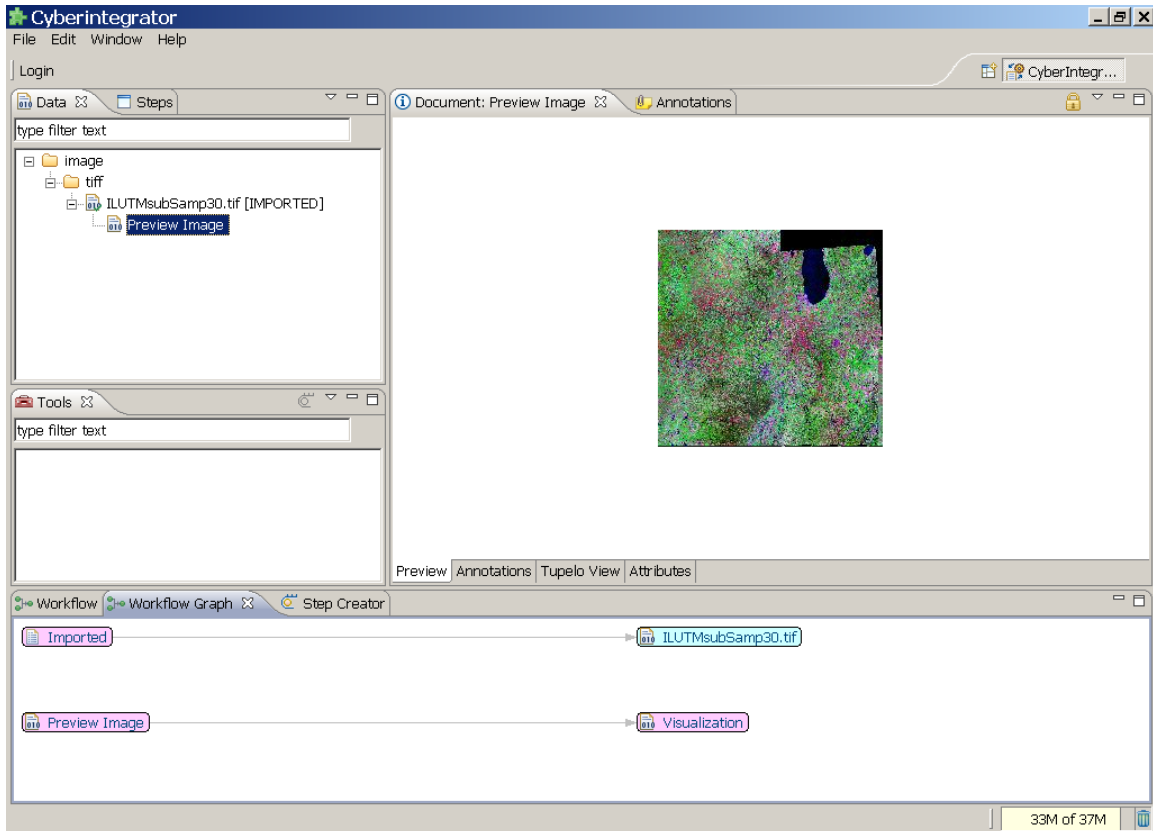 Cyberintegrator
File Edit Window Help
Login
CyberIntegr...
Data Steps
type filter text
image
tiff
ILUTMsubSamp30.tif [IMPORTED]
Preview Image
Tools
type filter text
Document: Preview Image Annotations
Preview Annotations Tupelo View Attributes
Workflow Workflow Graph Step Creator
Imported ILUTMsubSamp30.tif
Preview Image Visualization
33M of 37M